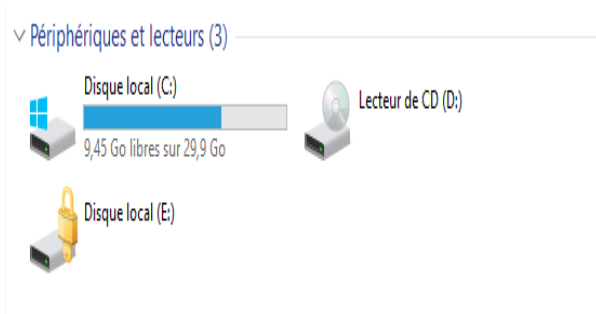 Périphériques et lecteurs (3)
Disque local (C:)
9,45 Go libres sur 29,9 Go
Lecteur de CD (D:)
Disque local (E:)